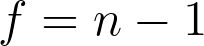 f = n − 1